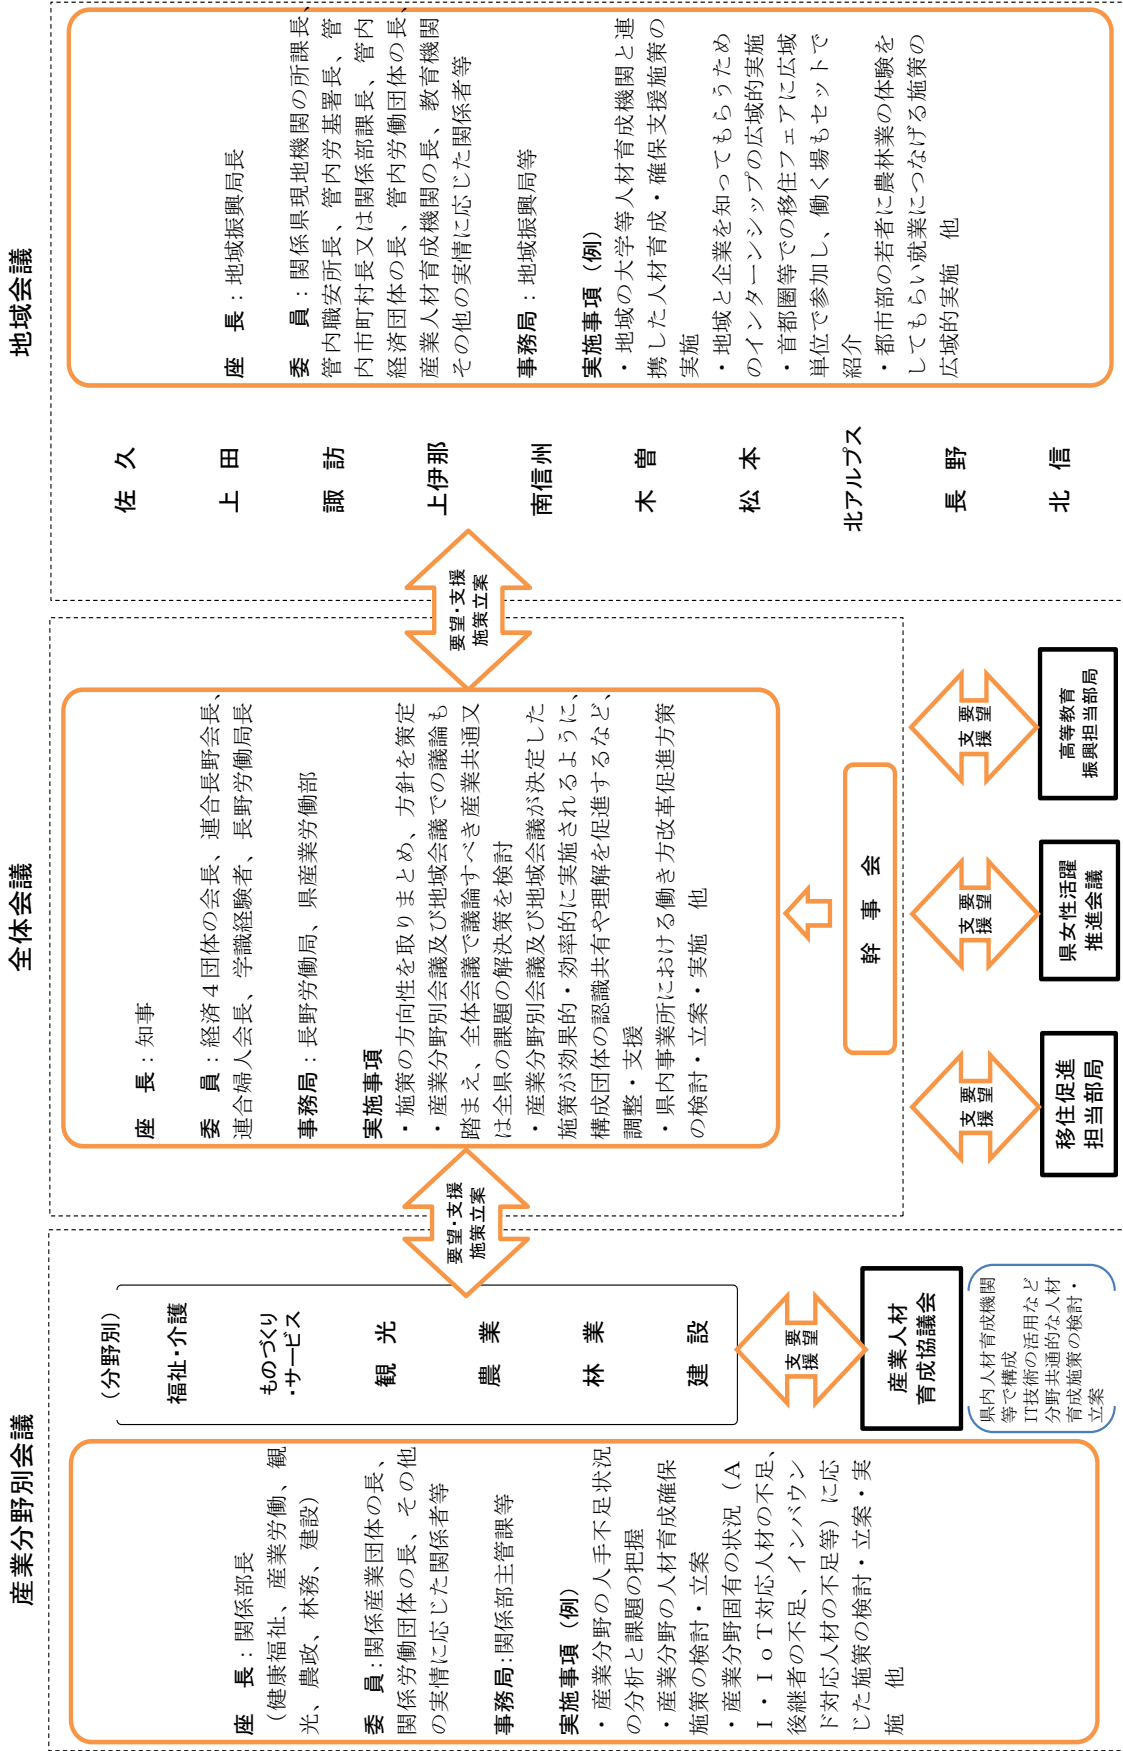 産業分野別会議
座　長：関係部長
（健康福祉、産業労働、観
光、農政、林務、建設）
委　員：関係産業団体の長、
関係労働団体の長、その他
の実情に応じた関係者等
事務局：関係部主管課等
実施事項（例）
・産業分野の人手不足状況
の分析と課題の把握
・産業分野の人材育成確保
施策の検討・立案
・産業分野固有の状況（Ａ
Ｉ・ＩｏＴ対応人材の不足、
後継者の不足、インバウン
ド対応人材の不足等）に応
じた施策の検討・立案・実
施　他
（分野別）
福祉・介護
ものづくり
・サービス
観　光
農　業
林　業
建　設
要望
支援
産業人材
育成協議会
県内人材育成機関
等で構成
IT技術の活用など
分野共通的な人材
育成施策の検討・
立案
要望・支援
施策立案
全体会議
座　長：知事
委　員：経済４団体の会長、連合長野会長、
連合婦人会長、学識経験者、長野労働局長
事務局：長野労働局、県産業労働部
実施事項
・施策の方向性を取りまとめ、方針を策定
・産業分野別会議及び地域会議での議論も
踏まえ、全体会議で議論すべき産業共通又
は全県の課題の解決策を検討
・産業分野別会議及び地域会議が決定した
施策が効果的・効率的に実施されるように、
構成団体の認識共有や理解を促進するなど、
調整・支援
・県内事業所における働き方改革促進方策
の検討・立案・実施　他
幹　事　会
要望
支援
移住促進
担当部局
要望
支援
県女性活躍
推進会議
要望
支援
高等教育
振興担当部局
要望・支援
施策立案
地域会議
佐　久
上　田
諏　訪
上伊那
南信州
木　曽
松　本
北アルプス
長　野
北　信
座　長：地域振興局長
委　員：関係県現地機関の所課長、
管内職安所長、管内労基署長、管
内市町村長又は関係部課長、管内
経済団体の長、管内労働団体の長、
産業人材育成機関の長、教育機関
その他の実情に応じた関係者等
事務局：地域振興局等
実施事項（例）
・地域の大学等人材育成機関と連
携した人材育成・確保支援施策の
実施
・地域と企業を知ってもらうため
のインターンシップの広域的実施
・首都圏等での移住フェアに広域
単位で参加し、働く場もセットで
紹介
・都市部の若者に農林業の体験を
してもらい就業につなげる施策の
広域的実施　他